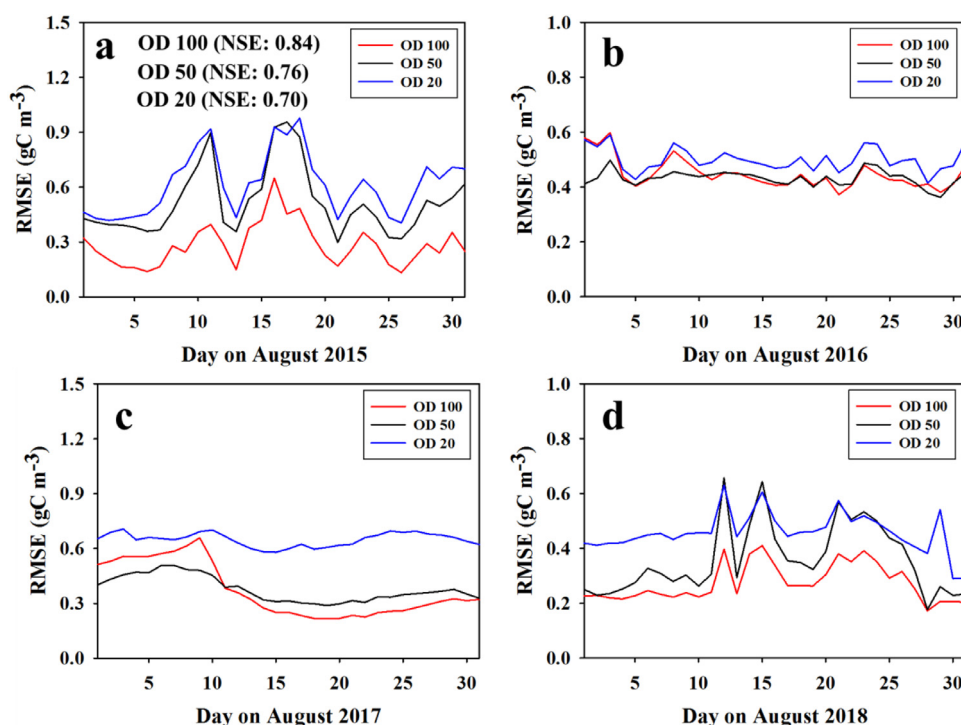 a
OD 100 (NSE: 0.84)
OD 50 (NSE: 0.76)
OD 20 (NSE: 0.70)
OD 100
OD 50
OD 20
RMSE (gC m⁻³)
1.5
1.2
0.9
0.6
0.3
0.0
5 10 15 20 25 30
Day on August 2015
b
OD 100
OD 50
OD 20
RMSE (gC m⁻³)
1.0
0.8
0.6
0.4
0.2
0.0
5 10 15 20 25 30
Day on August 2016
c
OD 100
OD 50
OD 20
RMSE (gC m⁻³)
1.5
1.2
0.9
0.6
0.3
0.0
5 10 15 20 25 30
Day on August 2017
d
OD 100
OD 50
OD 20
RMSE (gC m⁻³)
1.0
0.8
0.6
0.4
0.2
0.0
5 10 15 20 25 30
Day on August 2018